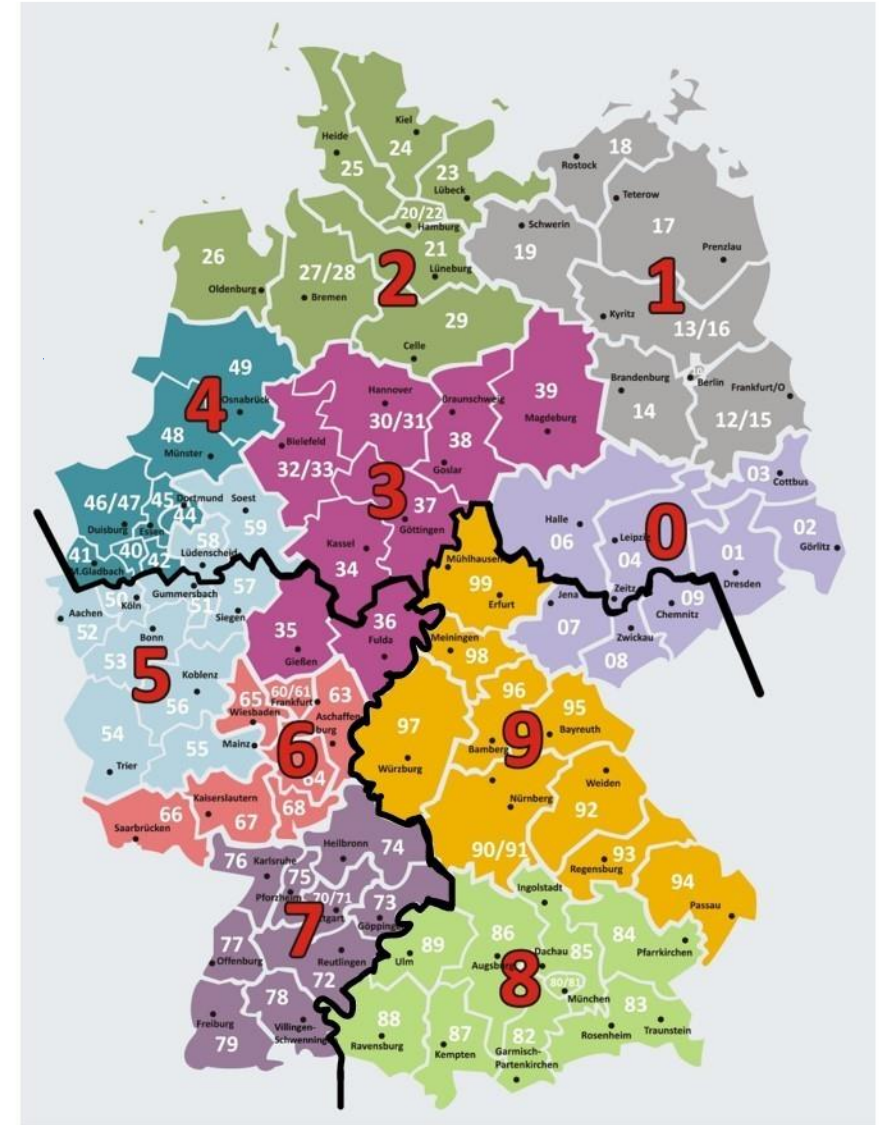 Kiel
Heide
24
25
23
Lübeck
20/22
Hamburg
18
Rostock
Teterow
17
Schwerin
19
Prenzlau
26
Oldenburg
27/28
Bremen
21
Lüneburg
2
29
Celle
1
Kyritz
13/16
Brandenburg
Berlin
Frankfurt/O
14
12/15
49
Osnabrück
4
48
Münster
Hannover
30/31
Braunschweig
38
Goslar
39
Magdeburg
Bielefeld
32/33
3
37
Göttingen
Kassel
34
46/47
45
Dortmund
44
Duisburg
Essen
Soest
59
58
Lüdenscheid
41
40
42
M.Gladbach
03
Cottbus
02
Görlitz
0
Halle
06
Leipzig
04
01
Dresden
Mühlhausen
99
Erfurt
Jena
07
Zeitz
09
Chemnitz
Zwickau
08
Gummersbach
57
50
Köln
51
Siegen
Aachen
52
Bonn
53
5
Koblenz
56
54
Trier
55
35
Gießen
36
Fulda
Meiningen
98
60/61
Frankfurt
63
65
Wiesbaden
Aschaffen-
burg
Mainz
6
64
66
Saarbrücken
Kaiserslautern
67
68
97
Würzburg
96
Bamberg
95
Bayreuth
9
Weiden
92
Nürnberg
90/91
93
Regensburg
94
Passau
76
Karlsruhe
Heilbronn
74
75
Pforzheim
70/71
73
Göppingen
7
77
Offenburg
Reutlingen
72
78
Villingen-
Schwenning
Freiburg
79
Ingolstadt
89
Ulm
86
Augsburg
Dachau
85
84
Pfarrkirchen
8
80/81
München
83
Rosenheim
Traunstein
88
Ravensburg
87
Kempten
82
Garmisch-
Partenkirchen